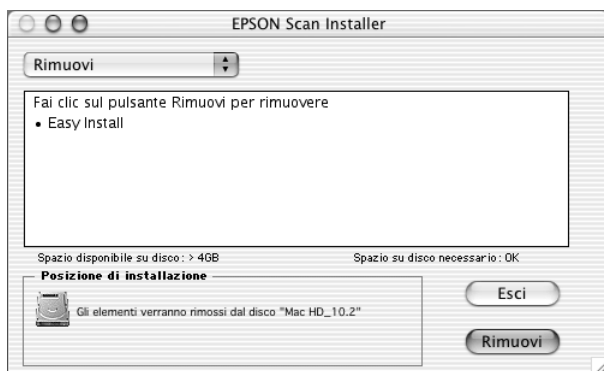 EPSON Scan Installer
Rimuovi
Fai clic sul pulsante Rimuovi per rimuovere
• Easy Install
Spazio disponibile su disco: > 4GB
Spazio su disco necessario: 0K
Posizione di installazione
Gli elementi verranno rimossi dal disco "Mac HD_10.2"
Esci
Rimuovi